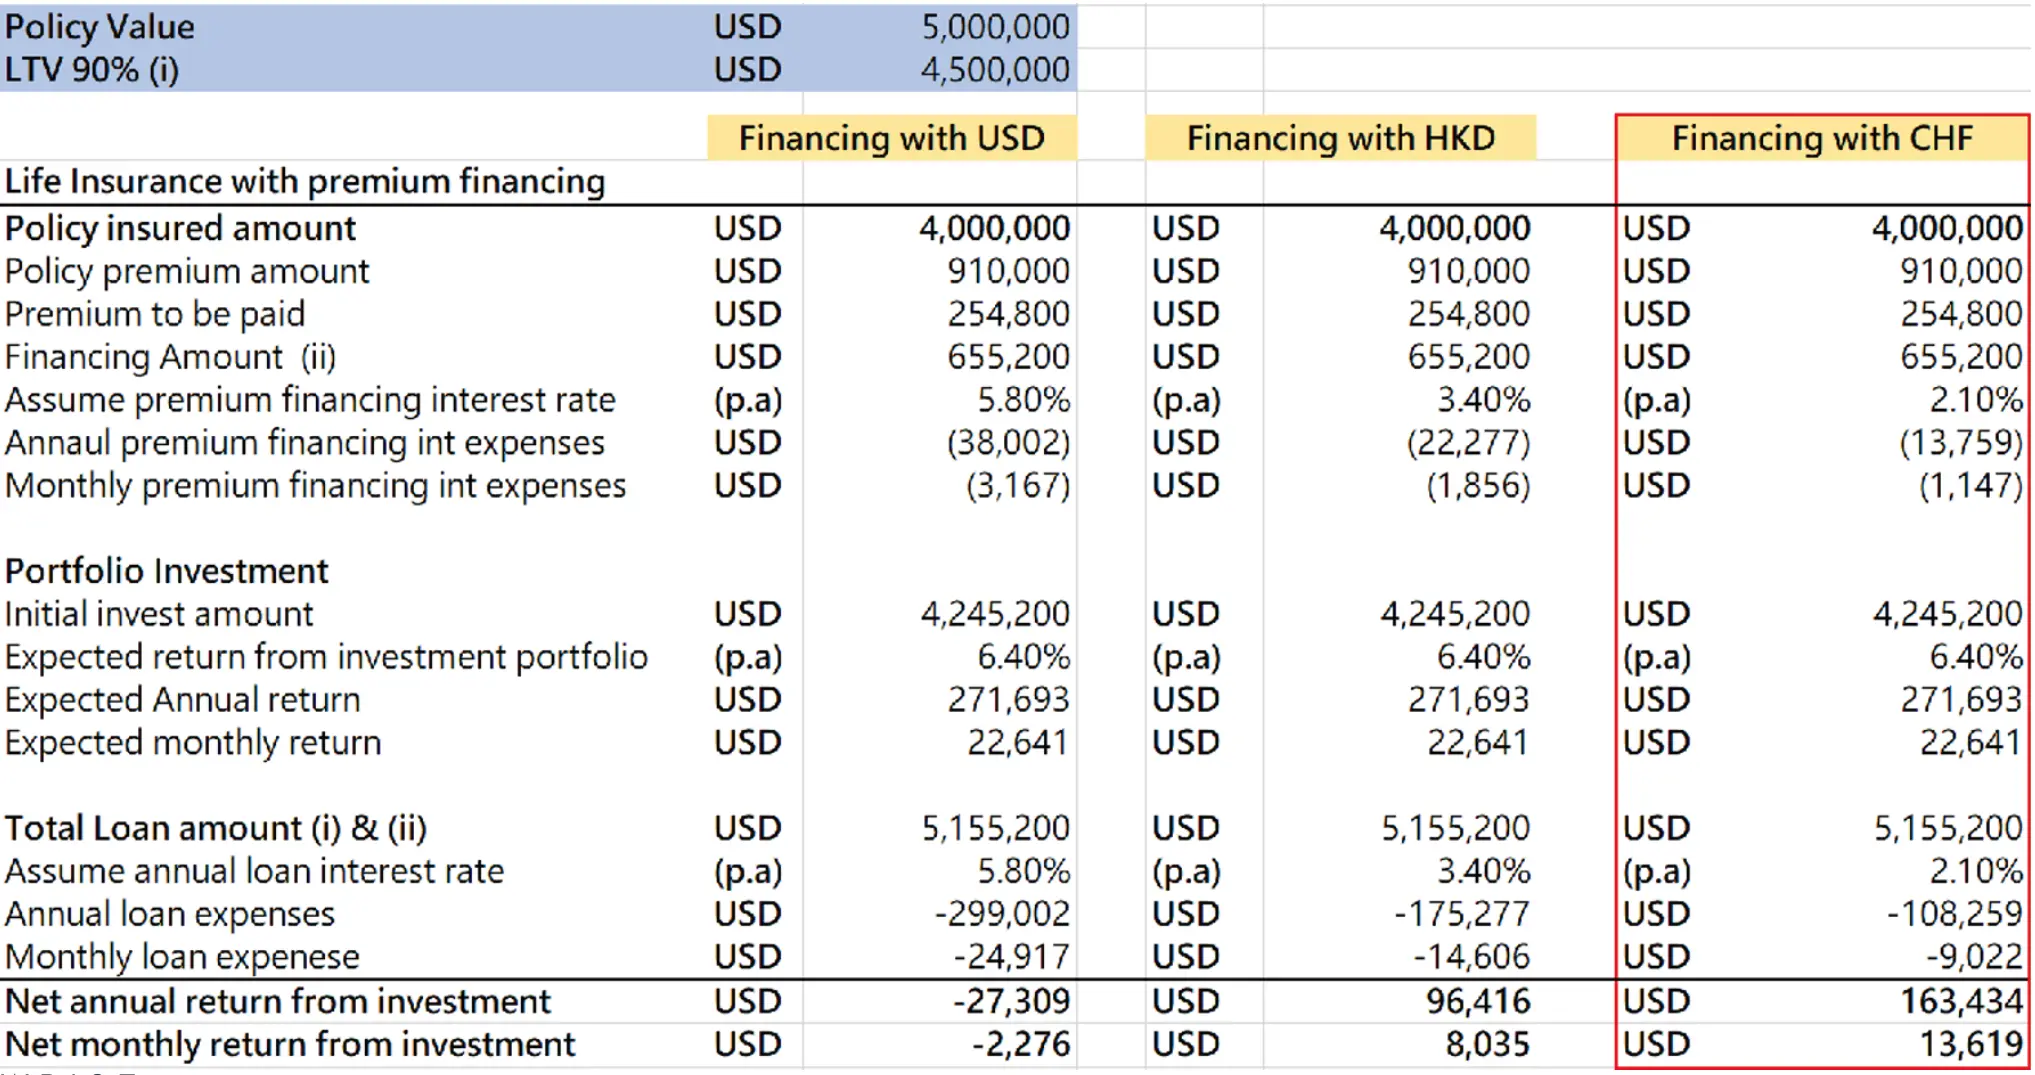 Policy Value USD 5,000,000
LTV 90% (i) USD 4,500,000
Financing with USD Financing with HKD Financing with CHF
Life Insurance with premium financing
Policy insured amount USD 4,000,000 USD 4,000,000 USD 4,000,000
Policy premium amount USD 910,000 USD 910,000 USD 910,000
Premium to be paid USD 254,800 USD 254,800 USD 254,800
Financing Amount (ii) USD 655,200 USD 655,200 USD 655,200
Assume premium financing interest rate (p.a) 5.80% (p.a) 3.40% (p.a) 2.10%
Annaul premium financing int expenses USD (38,002) USD (22,277) USD (13,759)
Monthly premium financing int expenses USD (3,167) USD (1,856) USD (1,147)
Portfolio Investment
Initial invest amount USD 4,245,200 USD 4,245,200 USD 4,245,200
Expected return from investment portfolio (p.a) 6.40% (p.a) 6.40% (p.a) 6.40%
Expected Annual return USD 271,693 USD 271,693 USD 271,693
Expected monthly return USD 22,641 USD 22,641 USD 22,641
Total Loan amount (i) & (ii) USD 5,155,200 USD 5,155,200 USD 5,155,200
Assume annual loan interest rate (p.a) 5.80% (p.a) 3.40% (p.a) 2.10%
Annual loan expenses USD -299,002 USD -175,277 USD -108,259
Monthly loan expenese USD -24,917 USD -14,606 USD -9,022
Net annual return from investment USD -27,309 USD 96,416 USD 163,434
Net monthly return from investment USD -2,276 USD 8,035 USD 13,619